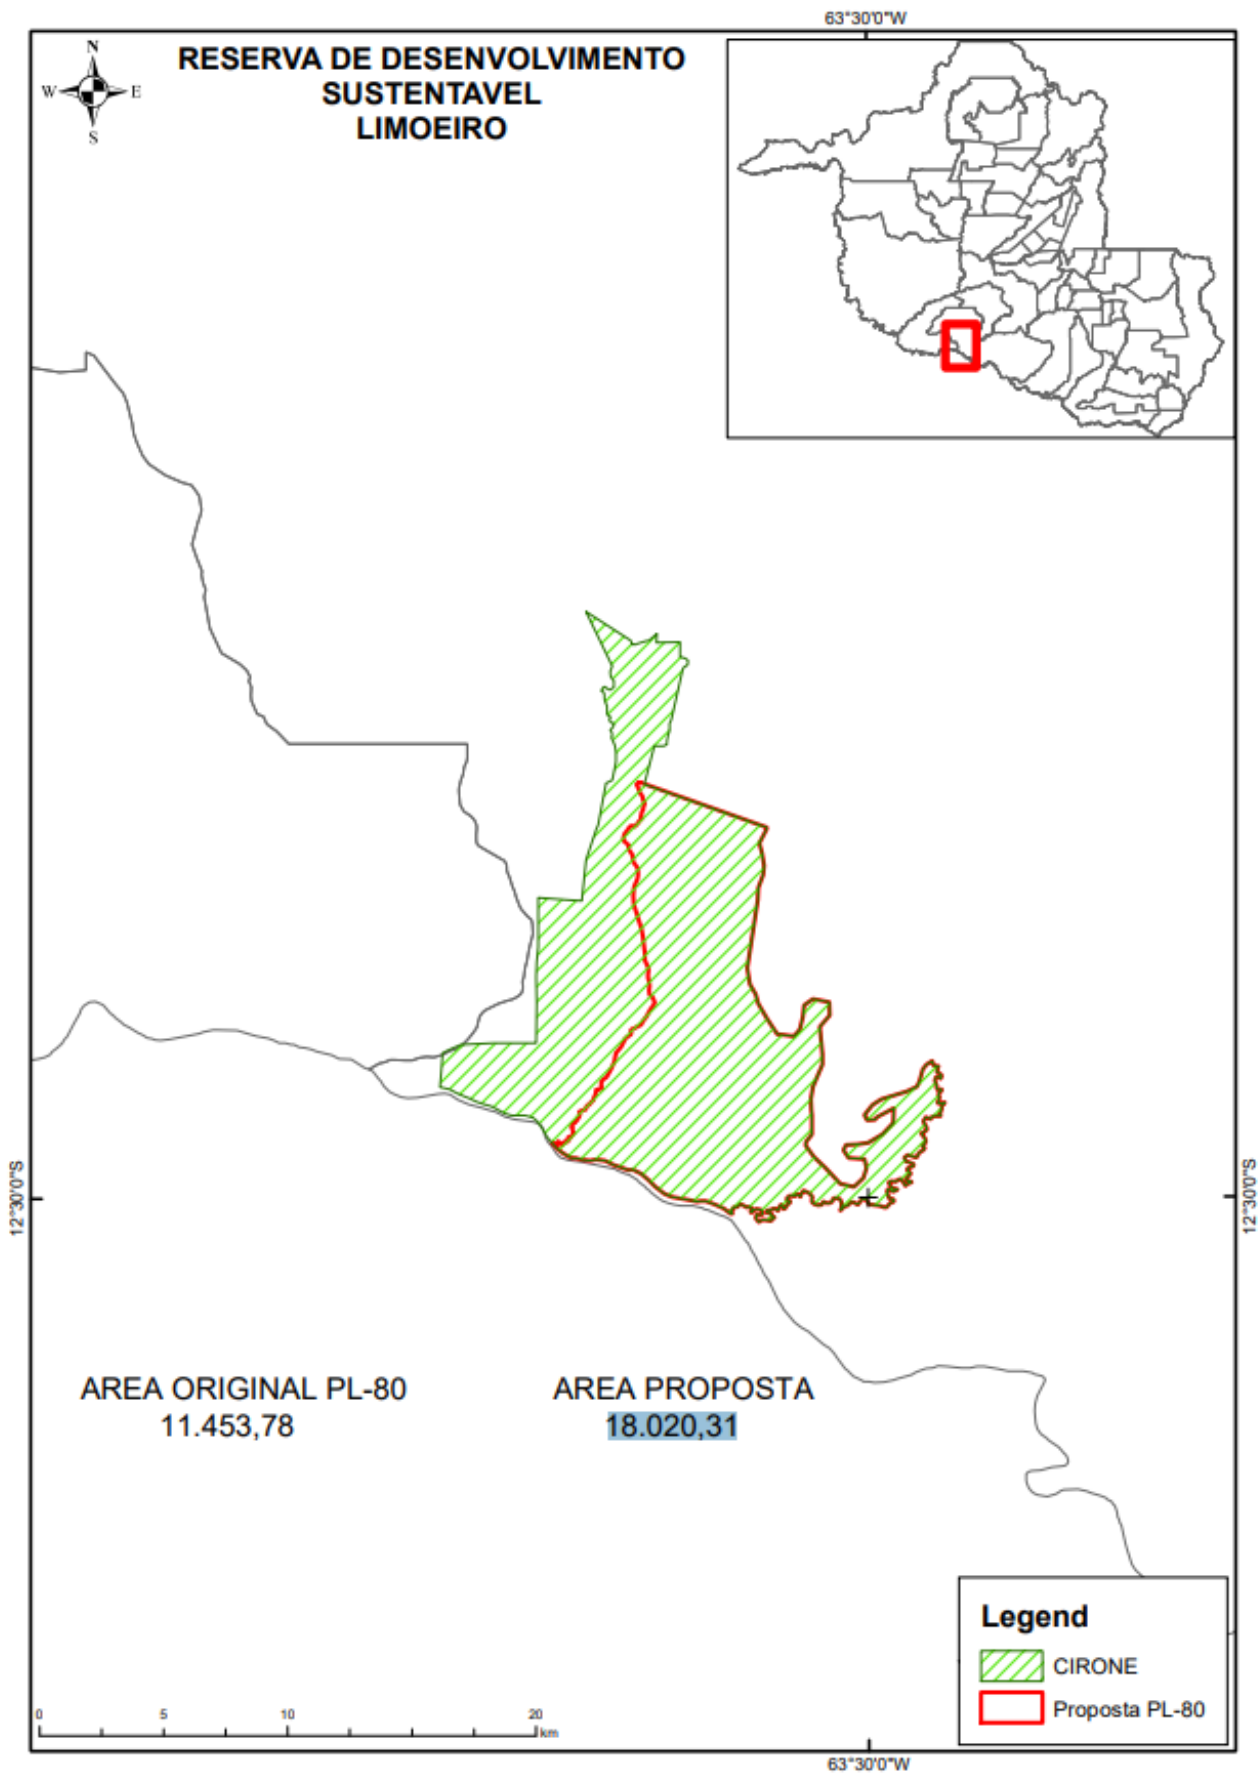 63°30'0"W
N
W E
S
RESERVA DE DESENVOLVIMENTO
SUSTENTAVEL
LIMOEIRO
12°30'0"S
12°30'0"S
AREA ORIGINAL PL-80
11.453,78
AREA PROPOSTA
18.020,31
Legend
CIRONE
Proposta PL-80
0 5 10 20
km
63°30'0"W